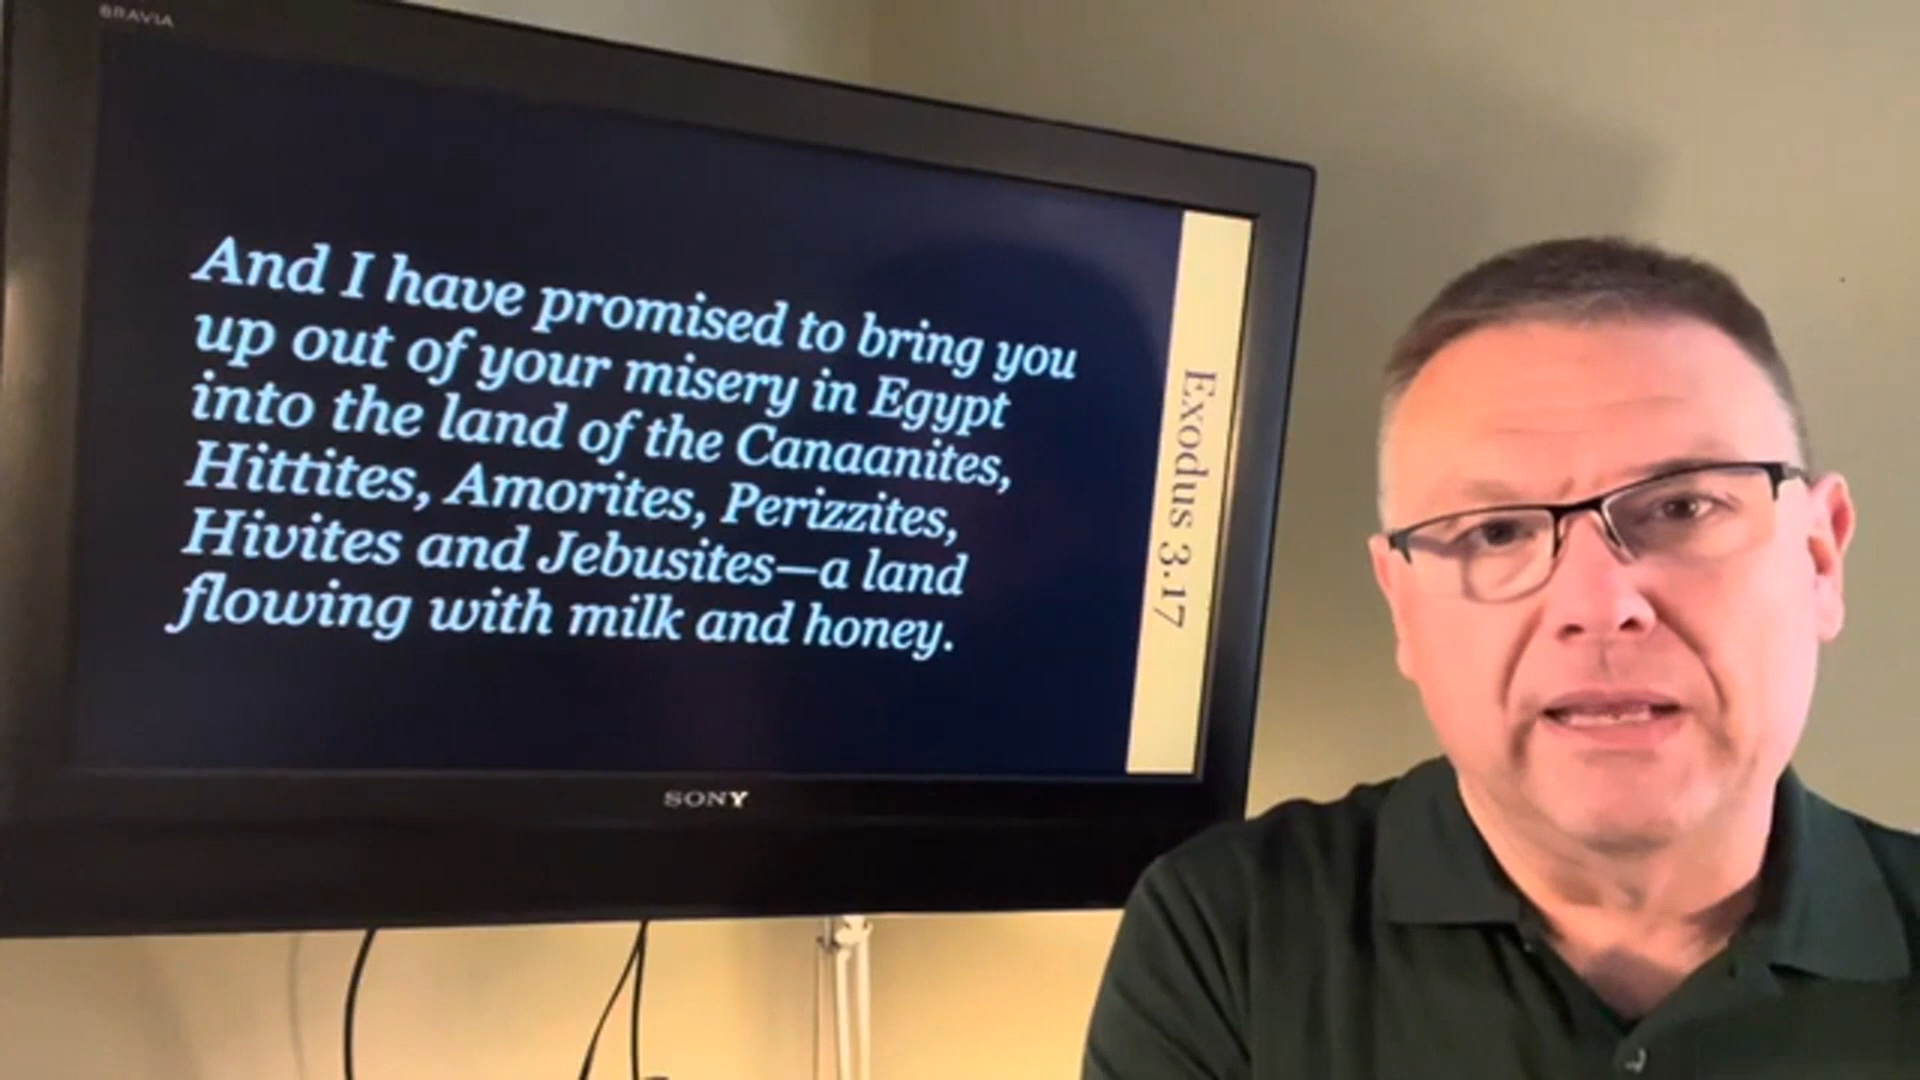 BRAVIA
And I have promised to bring you
up out of your misery in Egypt
into the land of the Canaanites,
Hittites, Amorites, Perizzites,
Hivites and Jebusites—a land
flowing with milk and honey.
Exodus 3.17
SONY